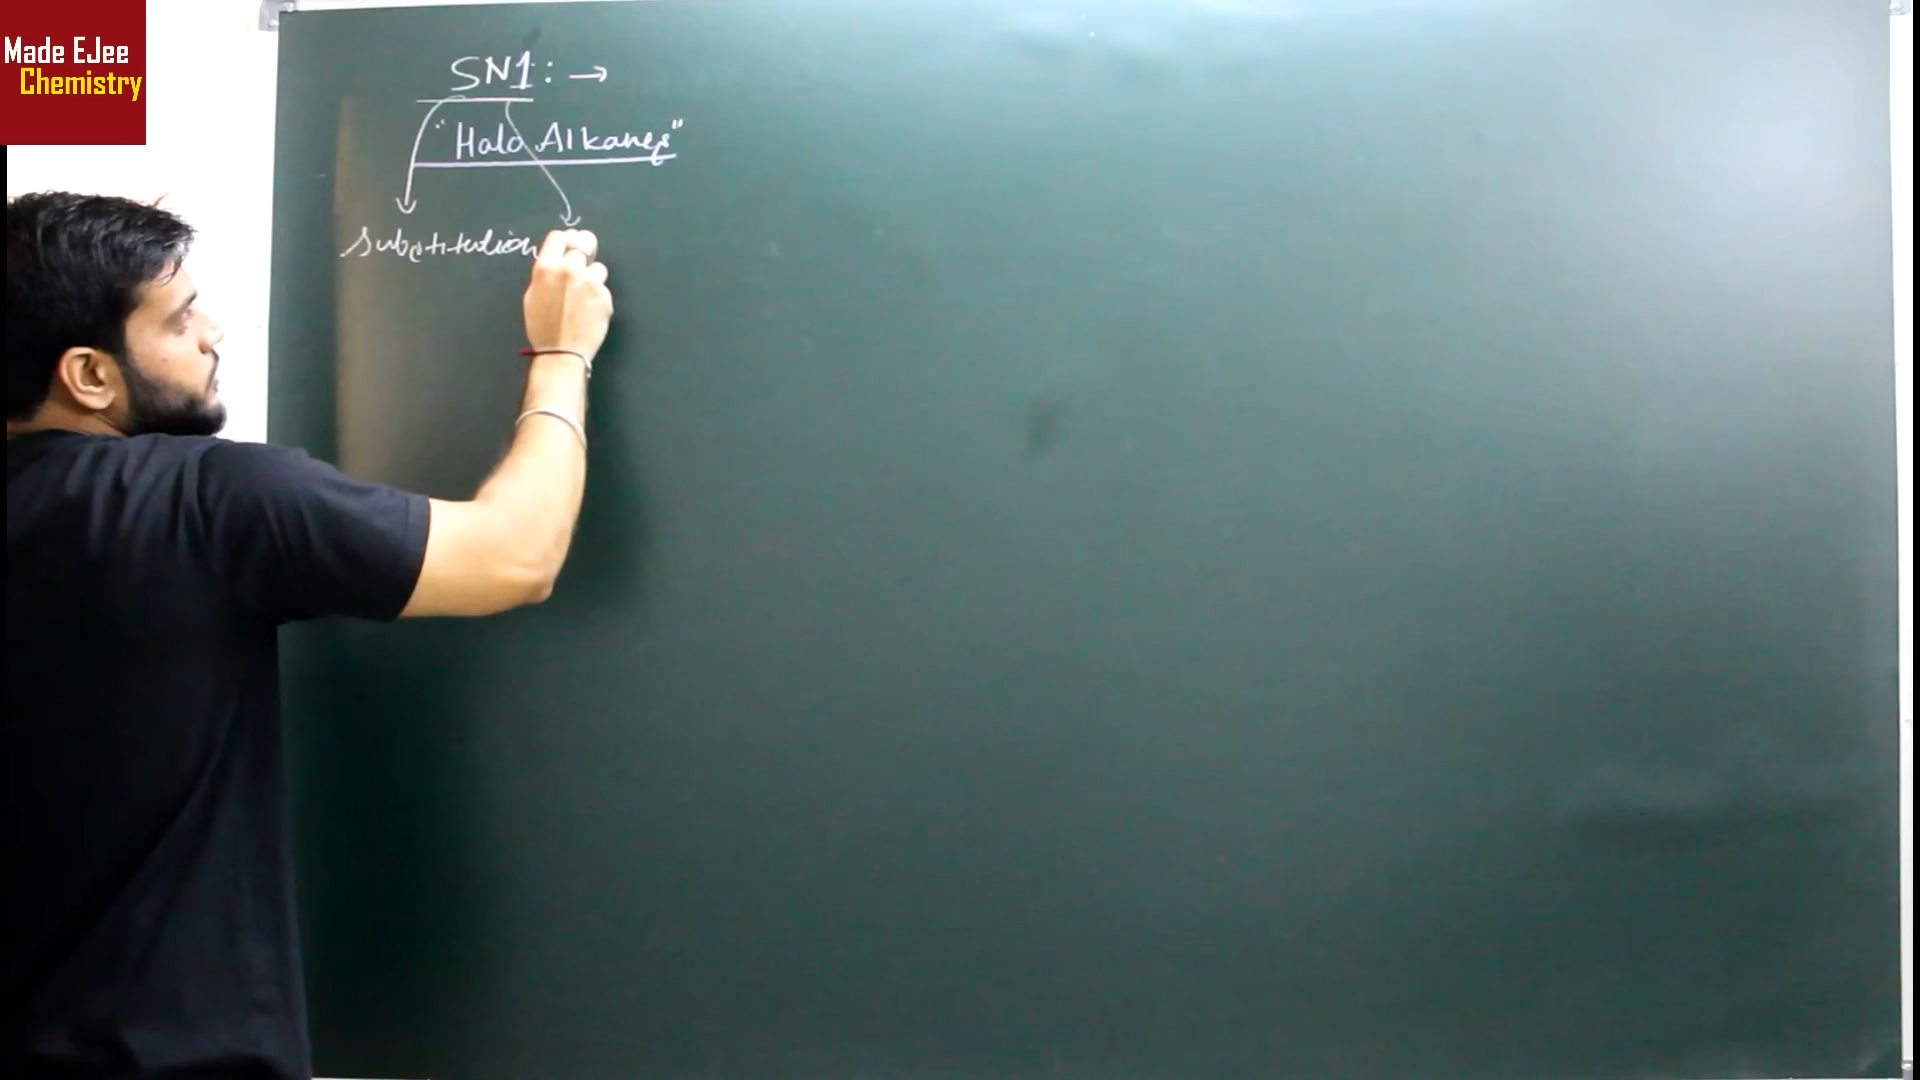 Made EJee
Chemistry
SN1: →
"Halo Alkanes"
Substitution